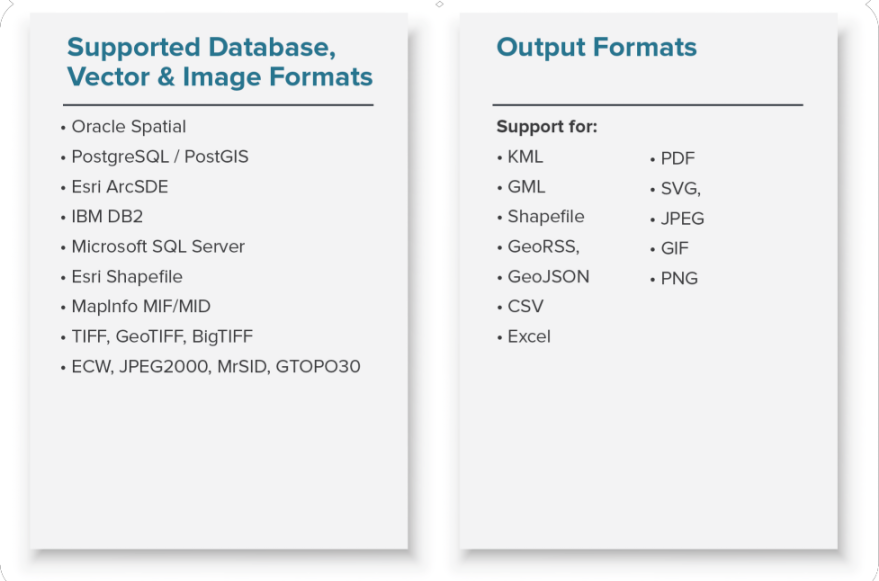 Supported Database,
Vector & Image Formats
• Oracle Spatial
• PostgreSQL / PostGIS
• Esri ArcSDE
• IBM DB2
• Microsoft SQL Server
• Esri Shapefile
• MapInfo MIF/MID
• TIFF, GeoTIFF, BigTIFF
• ECW, JPEG2000, MrSID, GTOPO30
Output Formats
Support for:
• KML
• GML
• Shapefile
• GeoRSS,
• GeoJSON
• CSV
• Excel
• PDF
• SVG,
• JPEG
• GIF
• PNG